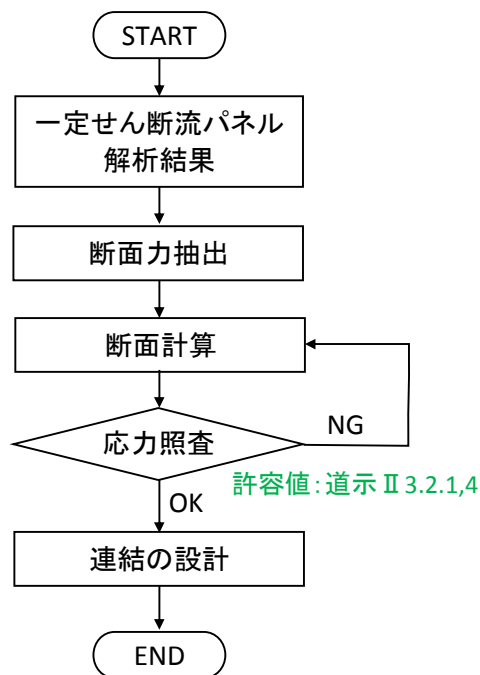 START
一定せん断流パネル
解析結果
断面力抽出
断面計算
応力照査
NG
許容値:道示Ⅱ3.2.1,4
OK
連結の設計
END